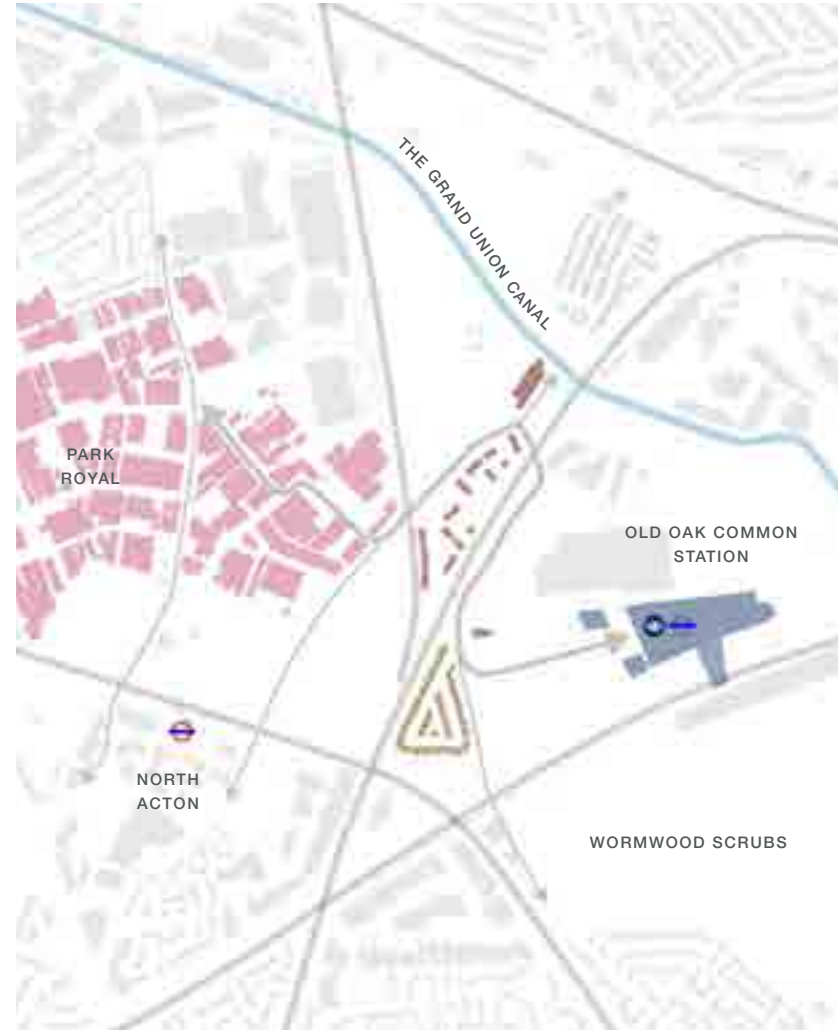 THE GRAND UNION CANAL
PARK
ROYAL
OLD OAK COMMON
STATION
NORTH
ACTON
WORMWOOD SCRUBS